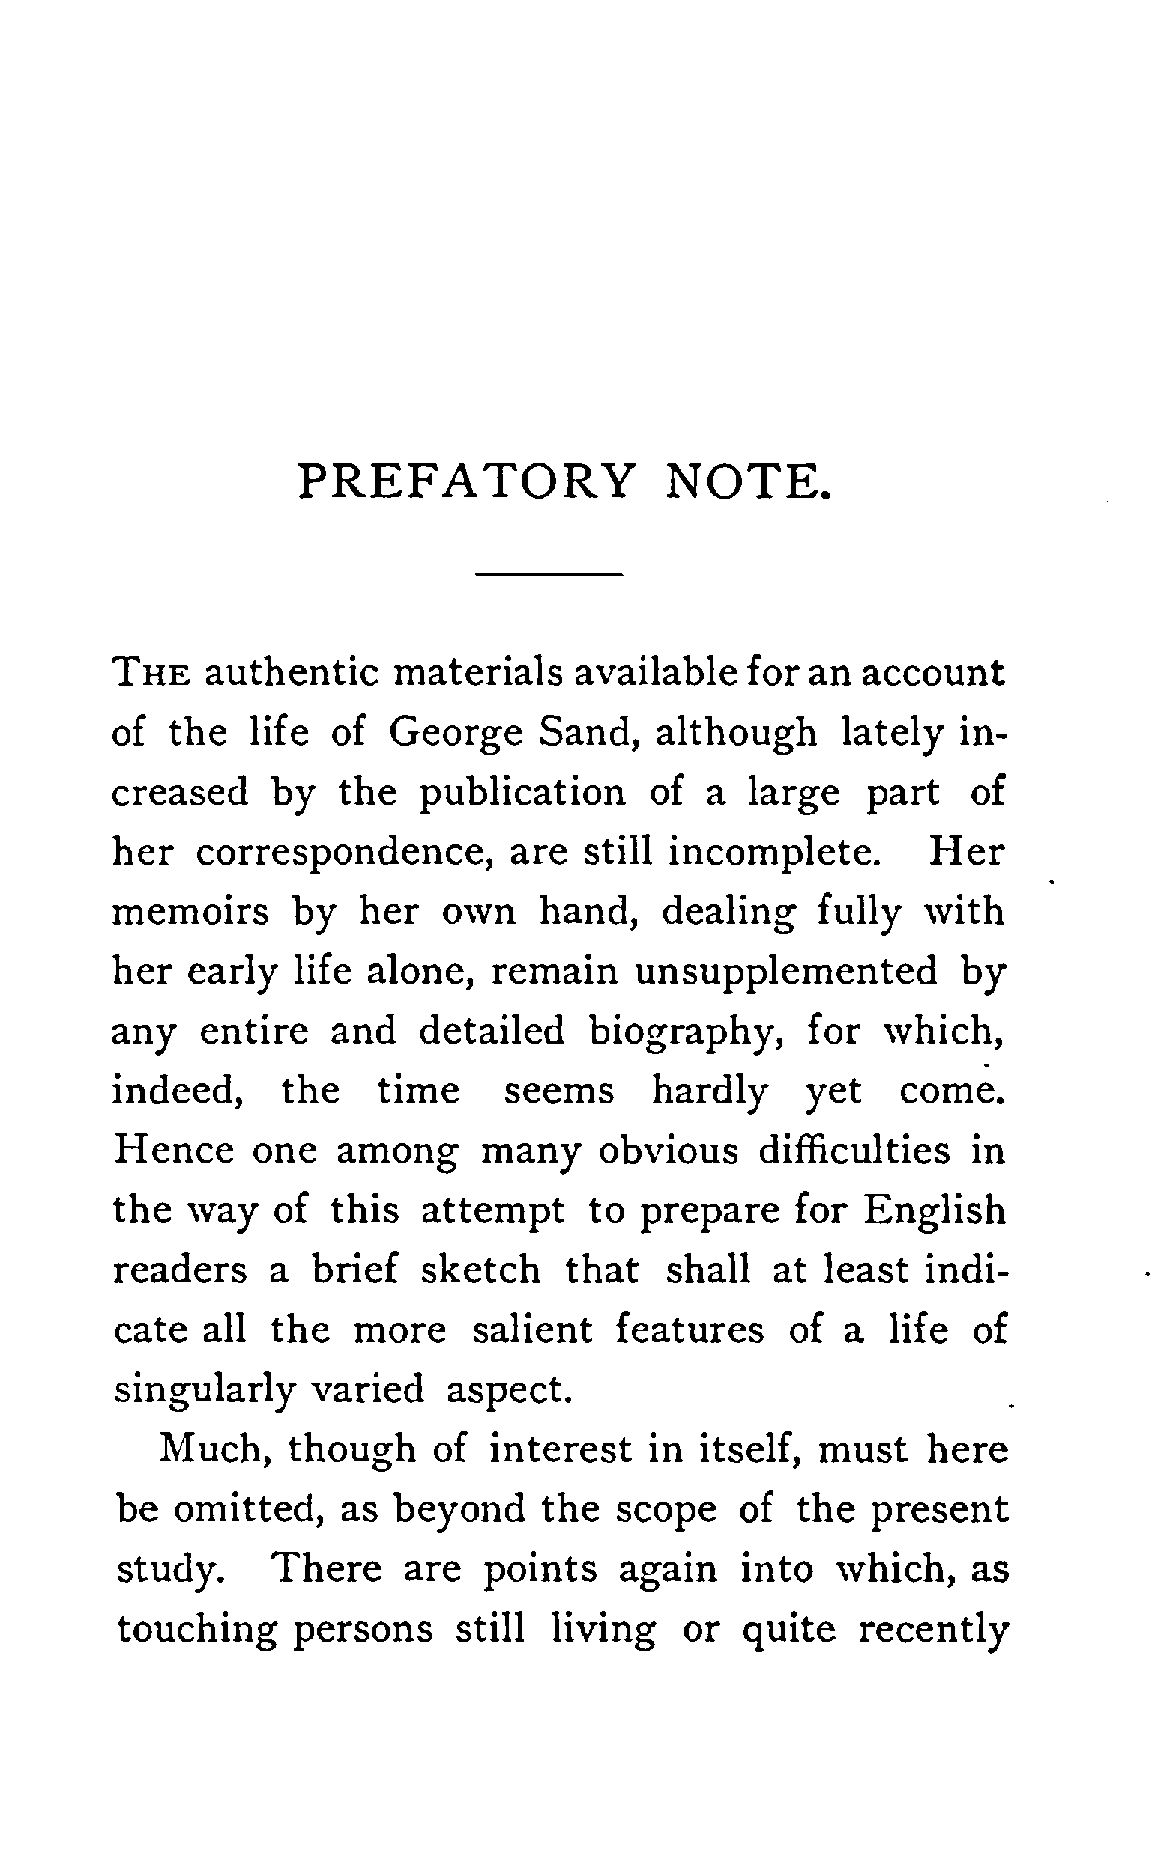 PREFATORY NOTE.
THE authentic materials available for an account
of the life of George Sand, although lately in-
creased by the publication of a large part of
her correspondence, are still incomplete. Her
memoirs by her own hand, dealing fully with
her early life alone, remain unsupplemented by
any entire and detailed biography, for which,
indeed, the time seems hardly yet come.
Hence one among many obvious difficulties in
the way of this attempt to prepare for English
readers a brief sketch that shall at least indi-
cate all the more salient features of a life of
singularly varied aspect.
Much, though of interest in itself, must here
be omitted, as beyond the scope of the present
study. There are points again into which, as
touching persons still living or quite recently